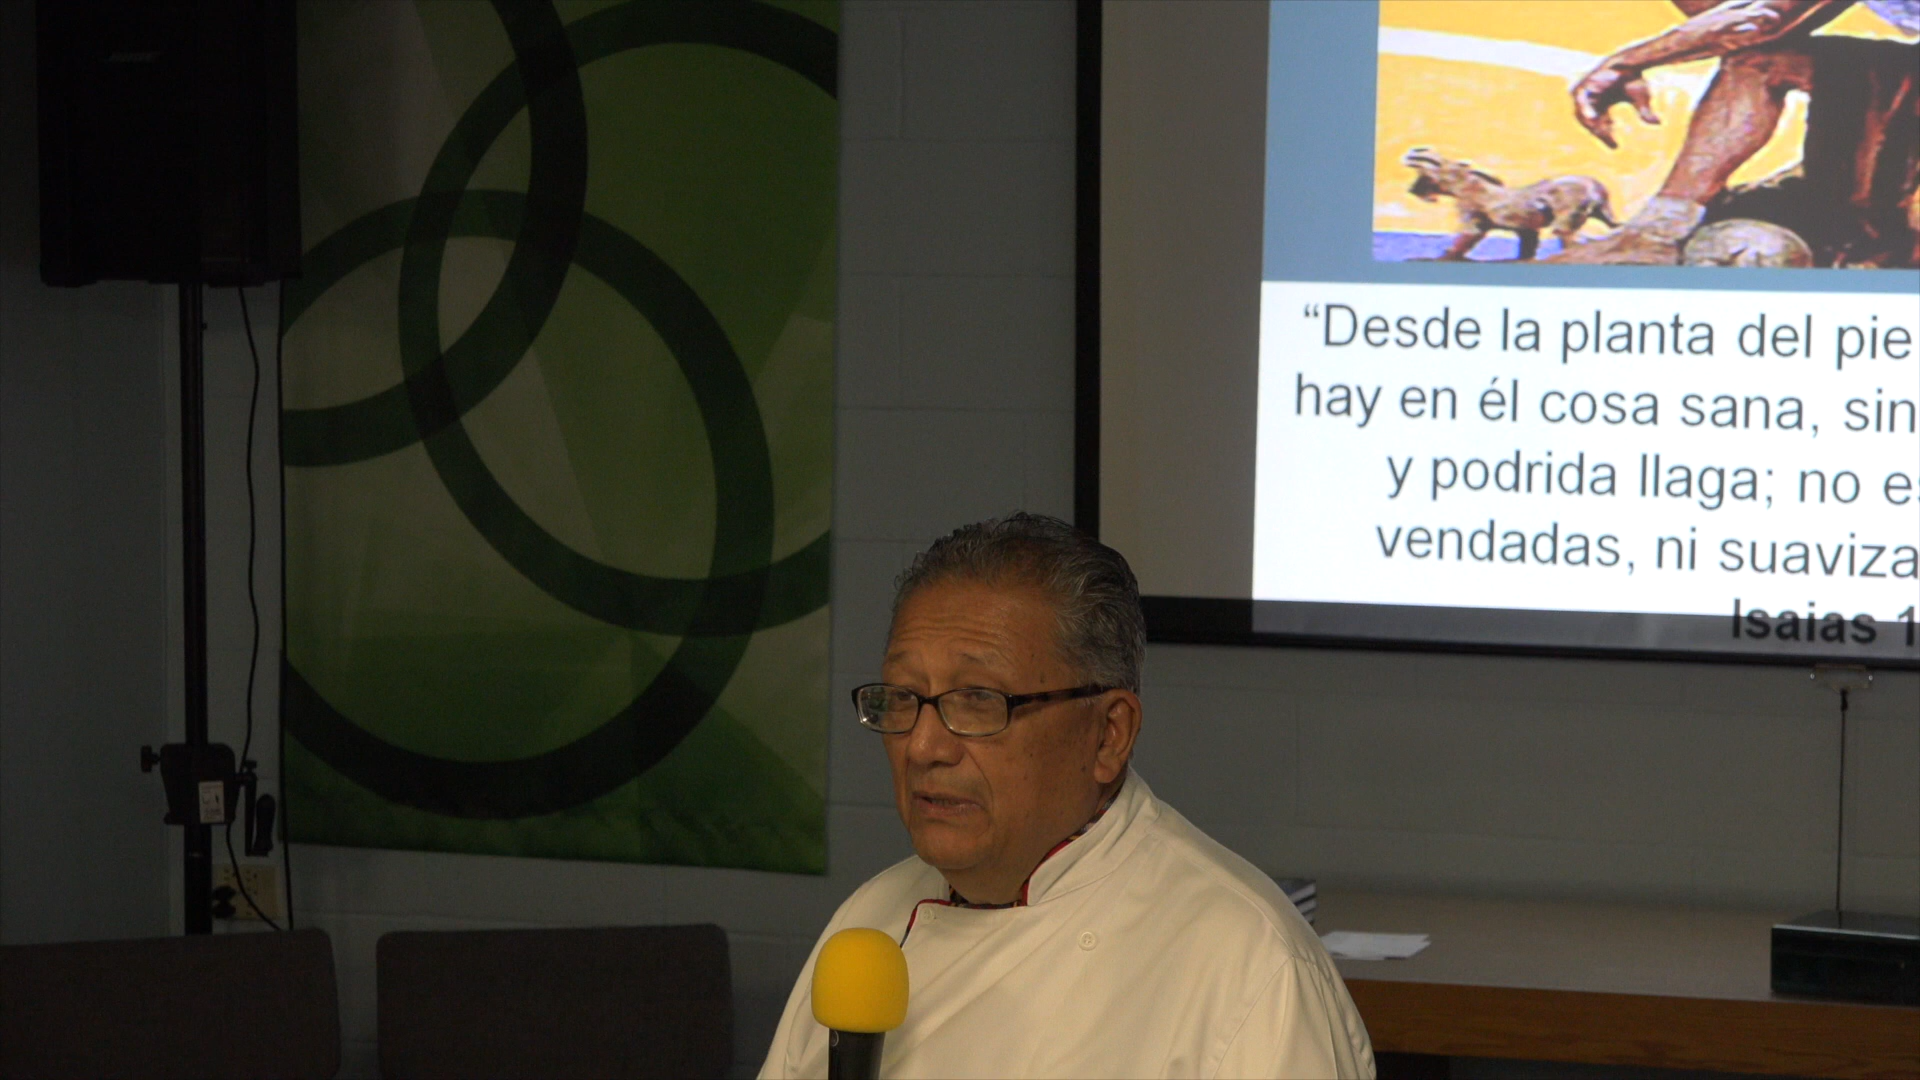 “Desde la planta del pie
hay en él cosa sana, sin
y podrida llaga; no es
vendadas, ni suaviza
Isaias 1